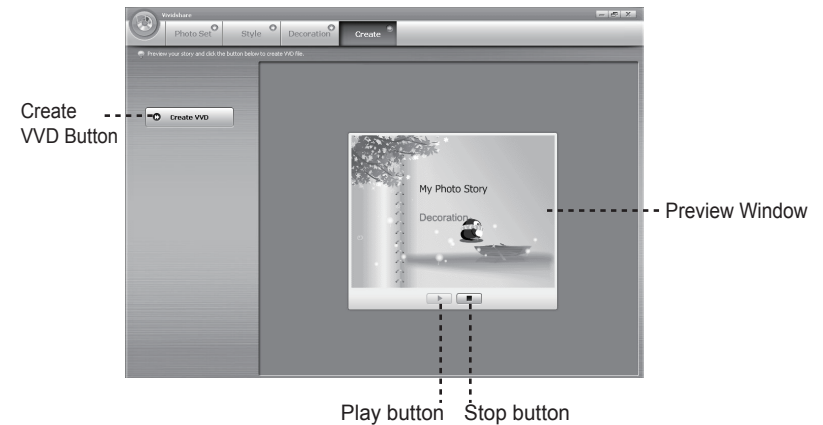 Vividshare
Photo Set Style Decoration Create
Preview your story and click the button below to create VVD file.
Create
VVD Button
Create VVD
My Photo Story
Decoration
Preview Window
Play button Stop button